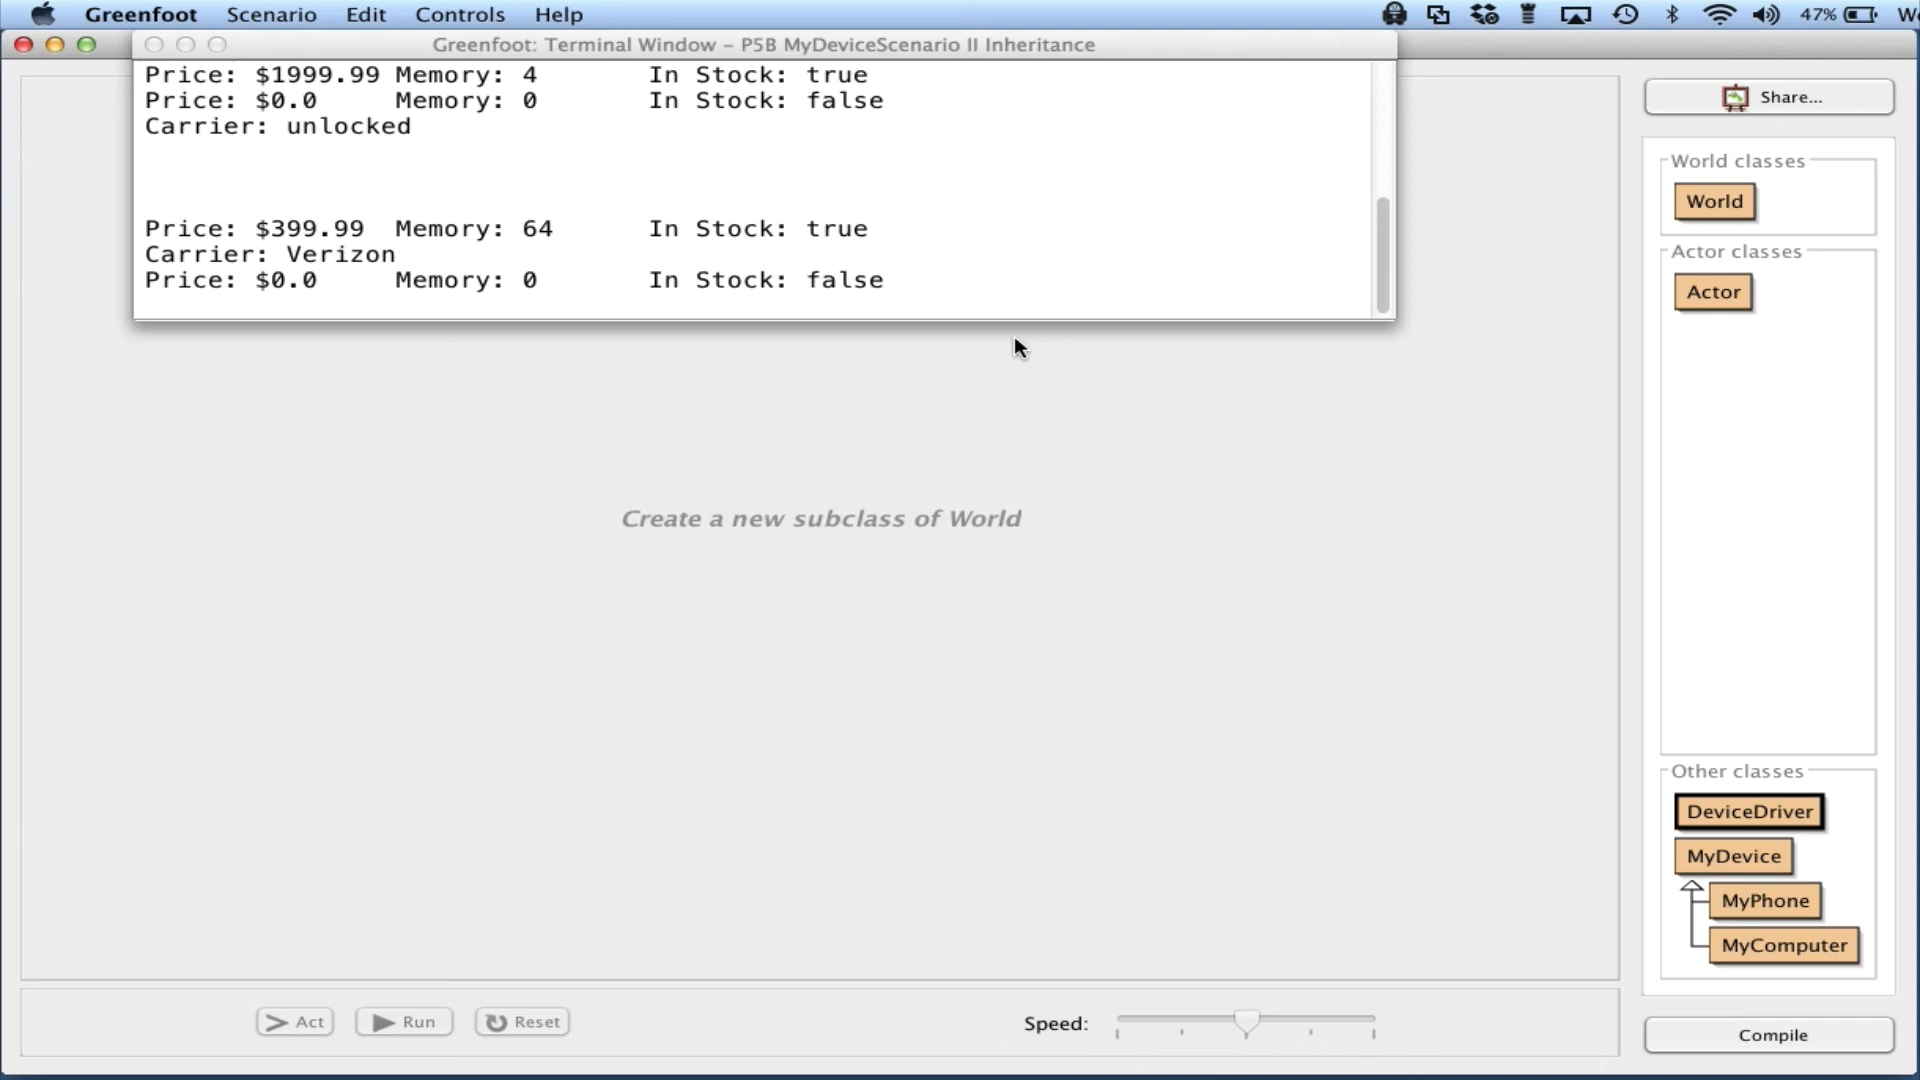 Greenfoot Scenario Edit Controls Help 47% We
Greenfoot: Terminal Window – P5B MyDeviceScenario II Inheritance
Price: $1999.99 Memory: 4 In Stock: true
Price: $0.0 Memory: 0 In Stock: false
Carrier: unlocked
Price: $399.99 Memory: 64 In Stock: true
Carrier: Verizon
Price: $0.0 Memory: 0 In Stock: false
Create a new subclass of World
Share...
World classes
World
Actor classes
Actor
Other classes
DeviceDriver
MyDevice
MyPhone
MyComputer
Act Run Reset Speed:
Compile